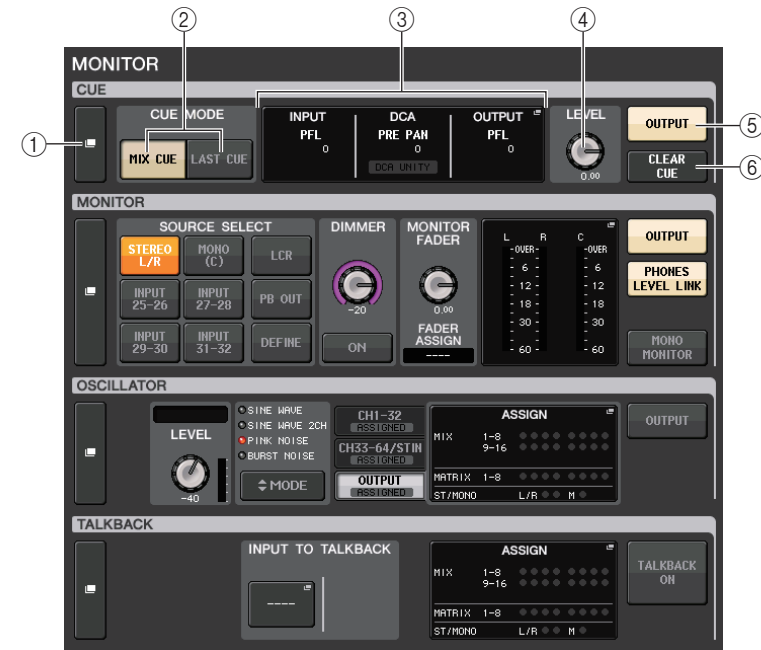 ② ③ ④
MONITOR
CUE
①
CUE MODE
MIX CUE
LAST CUE
INPUT
PFL
0
DCA
PRE PAN
0
DCA UNITY
OUTPUT
PFL
0
LEVEL
0.00
OUTPUT
⑤
CLEAR
CUE
⑥
MONITOR
SOURCE SELECT
STEREO
L/R
MONO
(C)
LCR
INPUT
25-26
INPUT
27-28
PB OUT
INPUT
29-30
INPUT
31-32
DEFINE
DIMMER
-20
ON
MONITOR
FADER
0.00
FADER
ASSIGN
----
L R C
-OVER- -OVER
6 6
12 12
18 18
30 30
60 60
OUTPUT
PHONES
LEVEL LINK
MONO
MONITOR
OSCILLATOR
LEVEL
-40
SINE WAVE
SINE WAVE 2CH
PINK NOISE
BURST NOISE
MODE
CH1-32
ASSIGNED
CH33-64/STIN
ASSIGNED
OUTPUT
ASSIGNED
ASSIGN
MIX 1-8
9-16
MATRIX 1-8
ST/MONO L/R M
OUTPUT
TALKBACK
INPUT TO TALKBACK
----
ASSIGN
MIX 1-8
9-16
MATRIX 1-8
ST/MONO L/R M
TALKBACK
ON